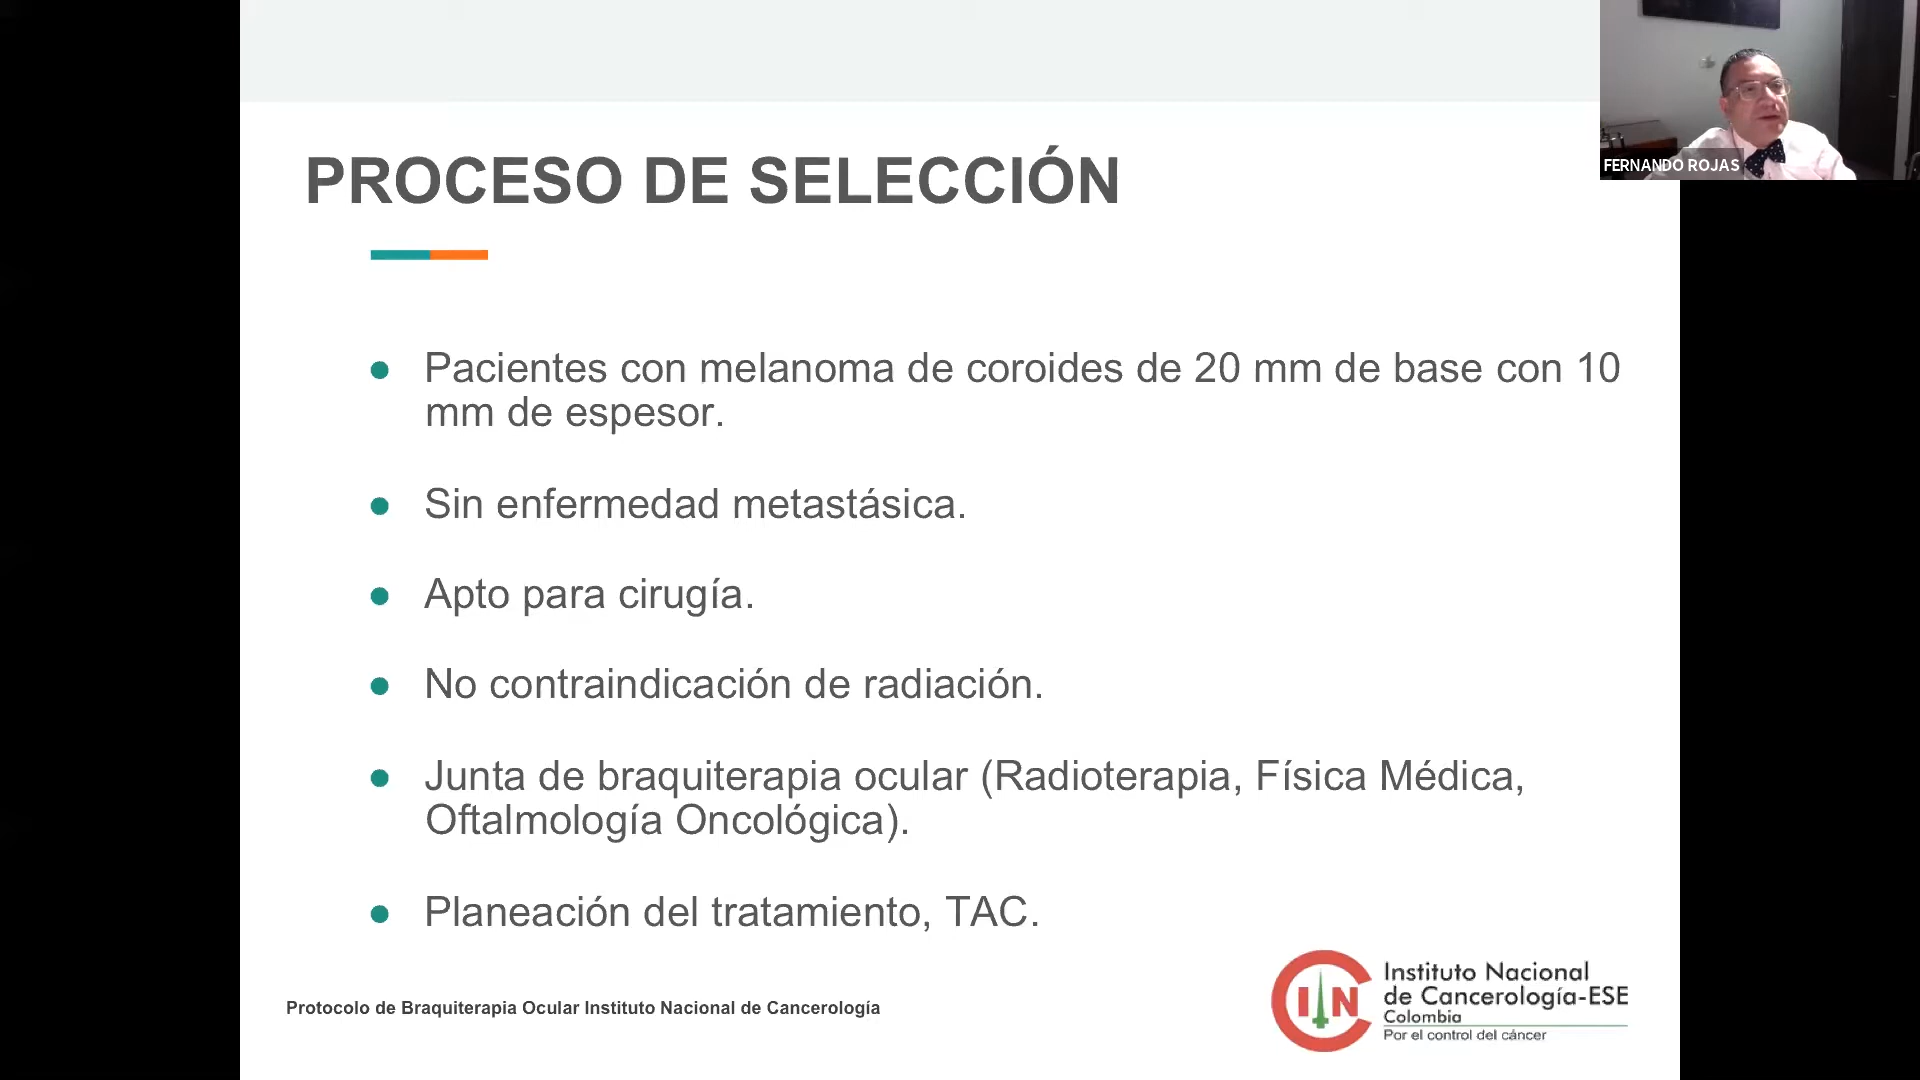 FERNANDO ROJAS
PROCESO DE SELECCIÓN
● Pacientes con melanoma de coroides de 20 mm de base con 10
mm de espesor.
● Sin enfermedad metastásica.
● Apto para cirugía.
● No contraindicación de radiación.
● Junta de braquiterapia ocular (Radioterapia, Física Médica,
Oftalmología Oncológica).
● Planeación del tratamiento, TAC.
Protocolo de Braquiterapia Ocular Instituto Nacional de Cancerología
CIN
Instituto Nacional
de Cancerología-ESE
Colombia
Por el control del cáncer